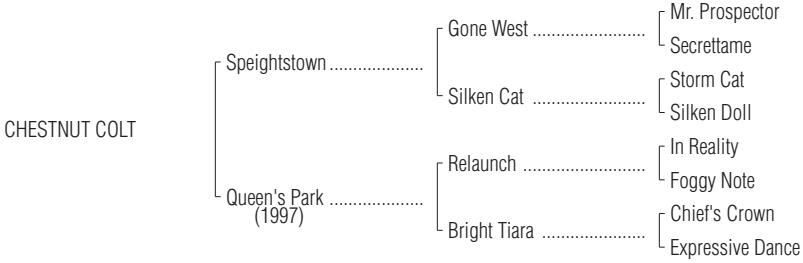 Mr. Prospector
Gone West ........................
Secrettame
Speightstown ....................
Storm Cat
Silken Cat ........................
Silken Doll
CHESTNUT COLT
In Reality
Relaunch ..........................
Foggy Note
Queen's Park ....................
(1997)
Chief's Crown
Bright Tiara ......................
Expressive Dance